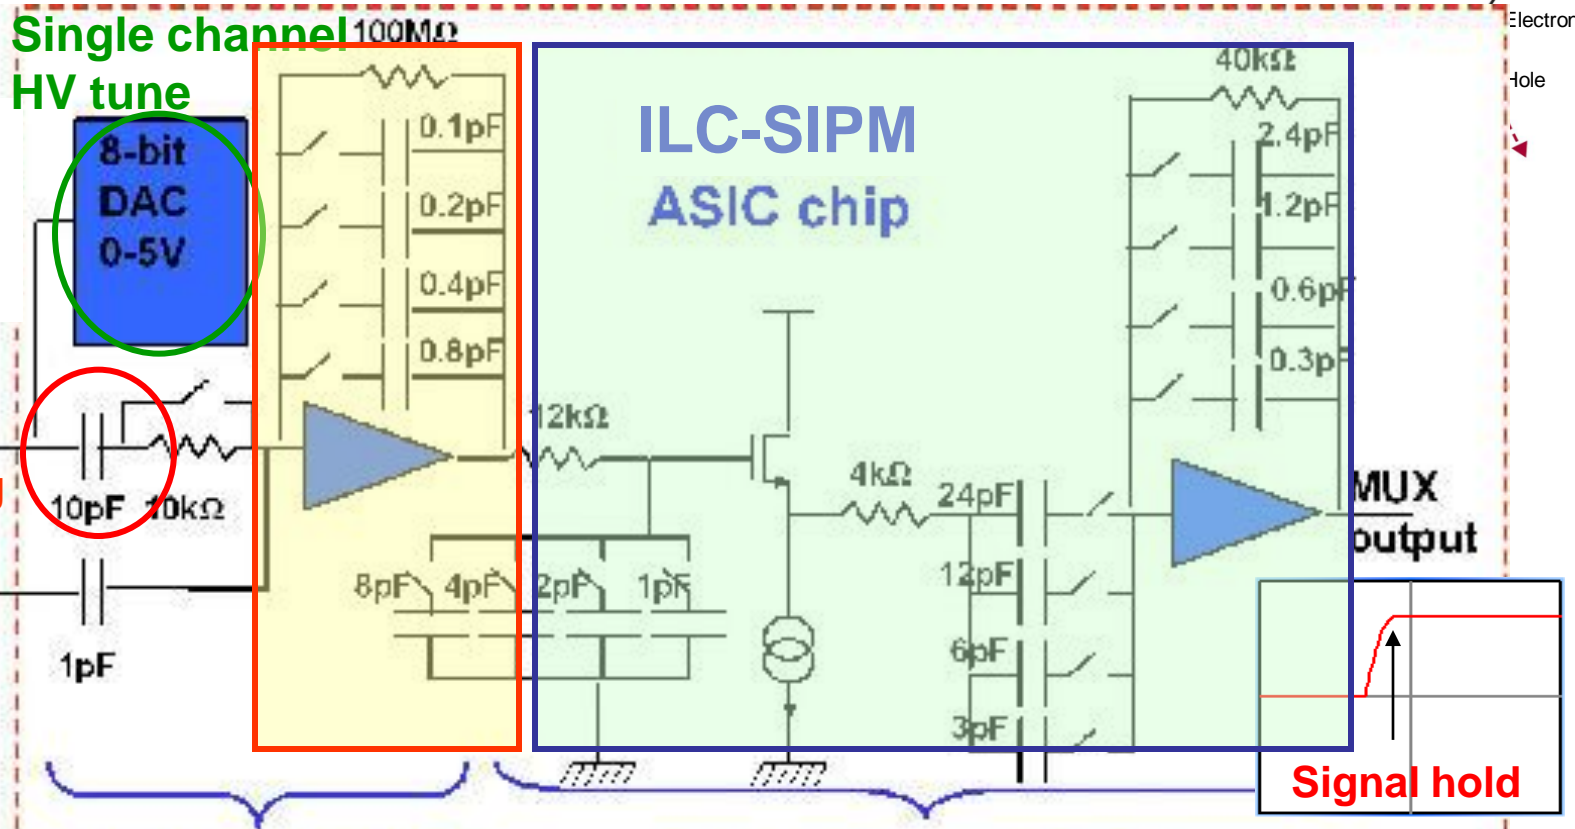 Single channel
HV tune
100MΩ
8-bit
DAC
0-5V
0.1pF
0.2pF
0.4pF
0.8pF
ILC-SIPM
ASIC chip
40kΩ
2.4pF
1.2pF
0.6pF
0.3pF
Electron
Hole
12kΩ
4kΩ
10pF
10kΩ
1pF
8pF
4pF
2pF
1pF
24pF
12pF
6pF
3pF
MUX
output
Signal hold